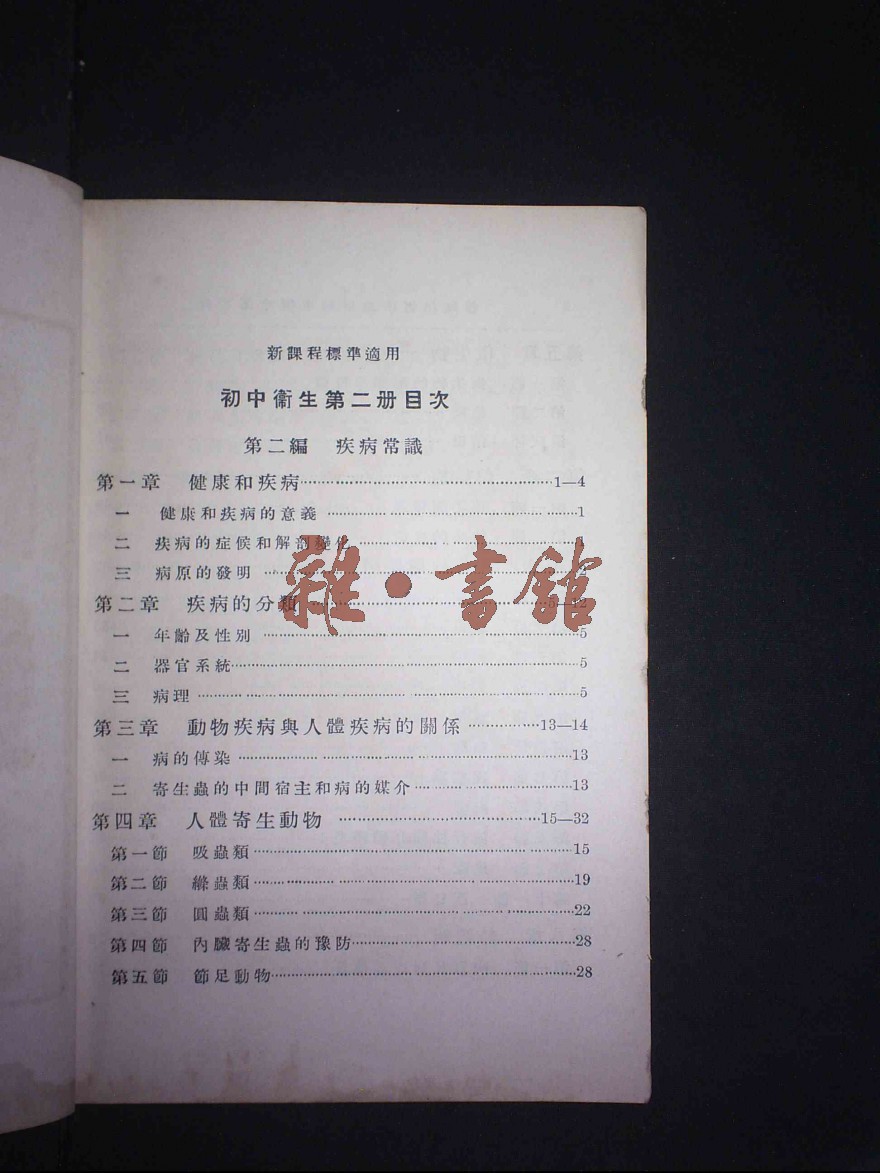 新課程標準適用
初中衞生第二册目次
第二編 疾病常識
第一章 健康和疾病 1—4
一 健康和疾病的意義 1
二 疾病的症候和解剖變化
三 病原的發明
第二章 疾病的分類 5—12
一 年齡及性別 5
二 器官系統 5
三 病理 5
第三章 動物疾病與人體疾病的關係 13—14
一 病的傳染 13
二 寄生蟲的中間宿主和病的媒介 13
第四章 人體寄生動物 15—32
第一節 吸蟲類 15
第二節 絛蟲類 19
第三節 圓蟲類 22
第四節 內臟寄生蟲的豫防 28
第五節 節足動物 28
雜·書館